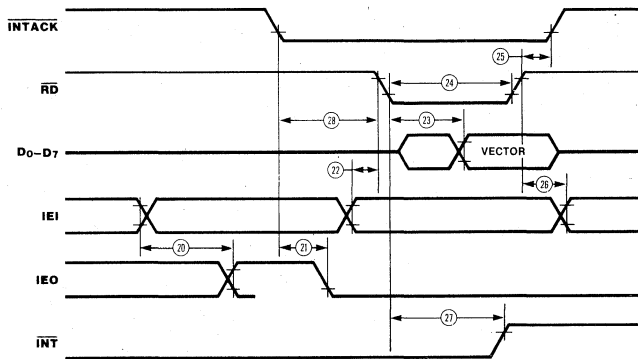 INTACK
25
RD
24
28
23
D0–D7
VECTOR
22
26
IEI
20
21
IEO
27
INT